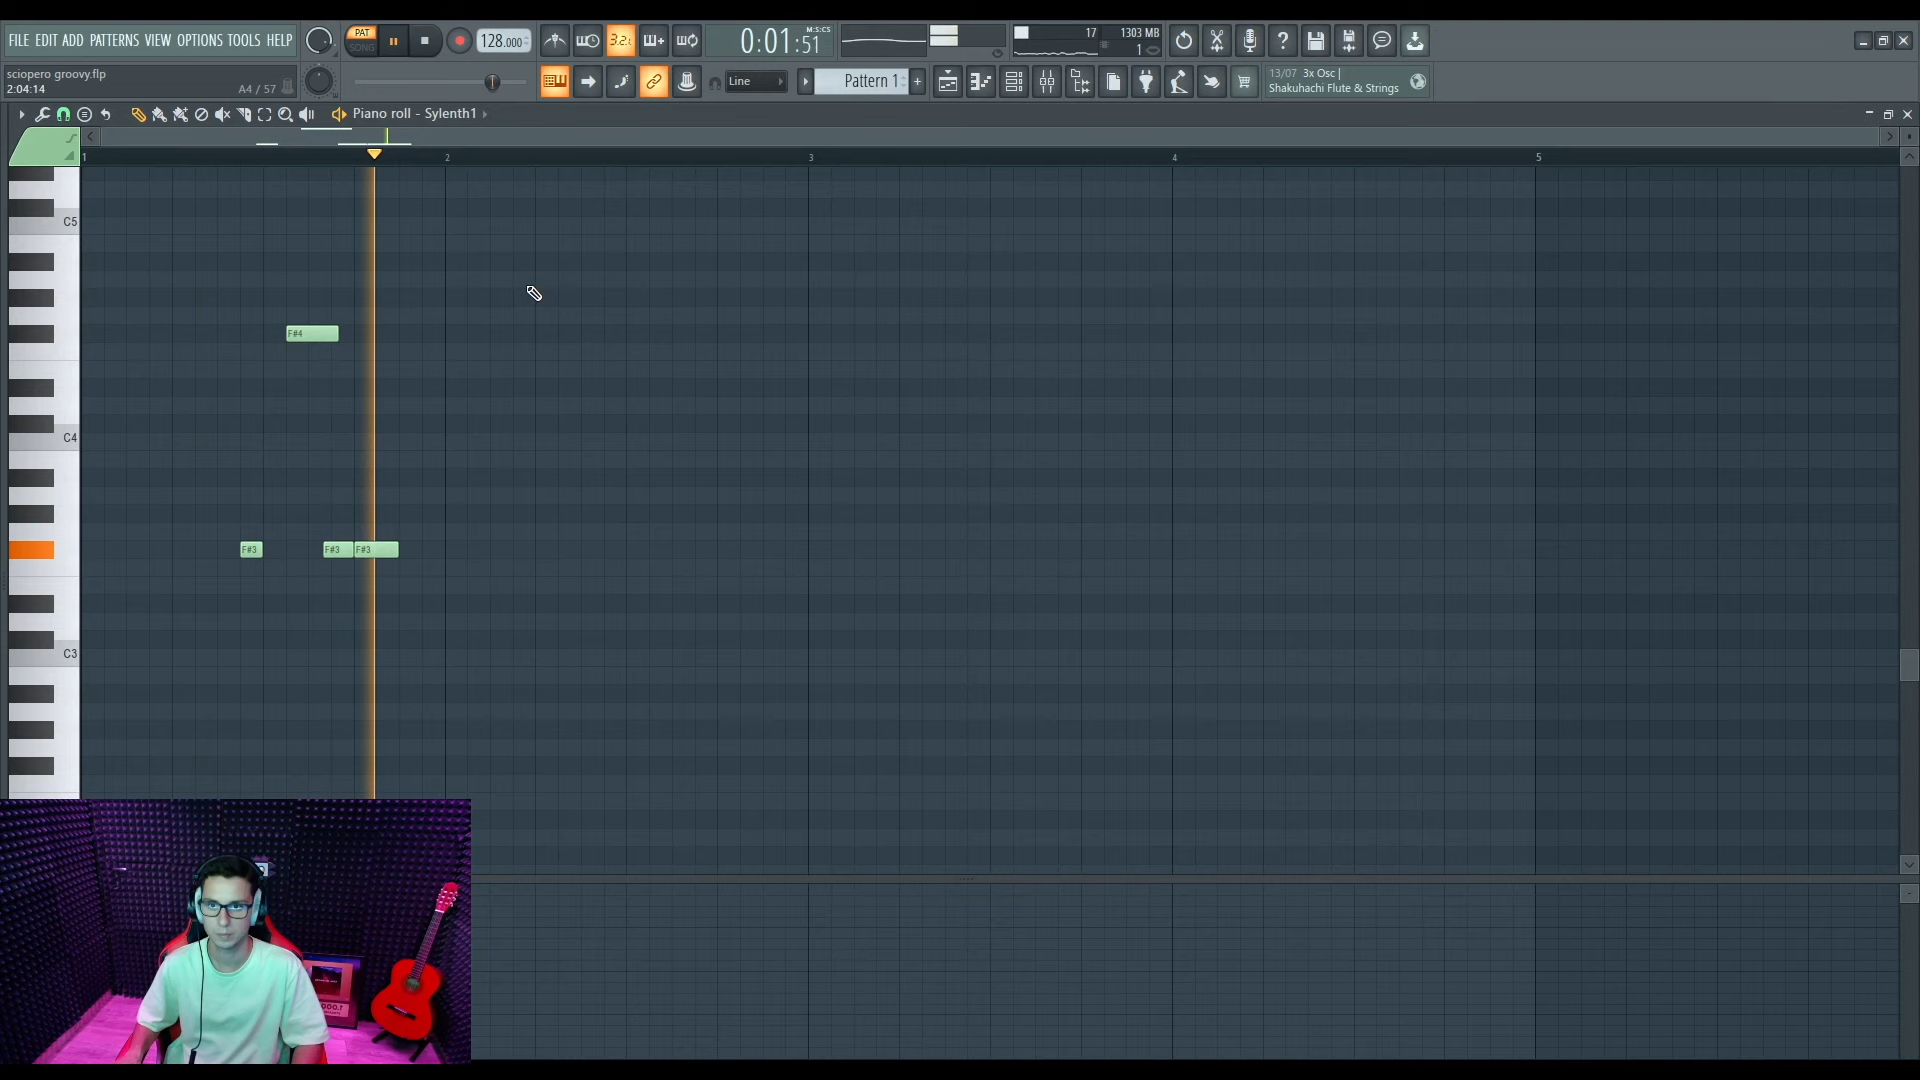 FILE EDIT ADD PATTERNS VIEW OPTIONS TOOLS HELP
PAT
SONG
128.000
3.2.
0:01:51
M:S:CS
17
1303 MB
1
sciopero groovy.flp
2:04:14
A4 / 57
Line
Pattern 1
+
13/07 3x Osc |
Shakuhachi Flute & Strings
Piano roll - Sylenth1
1
2
3
4
5
C5
F#4
C4
F#3
F#3
F#3
C3